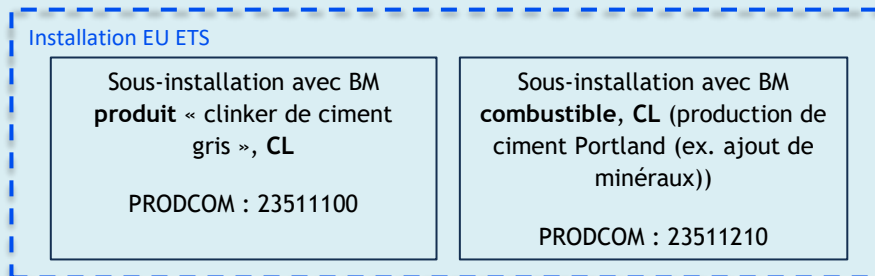 Installation EU ETS
Sous-installation avec BM
produit « clinker de ciment
gris », CL
PRODCOM : 23511100
Sous-installation avec BM
combustible, CL (production de
ciment Portland (ex. ajout de
minéraux))
PRODCOM : 23511210